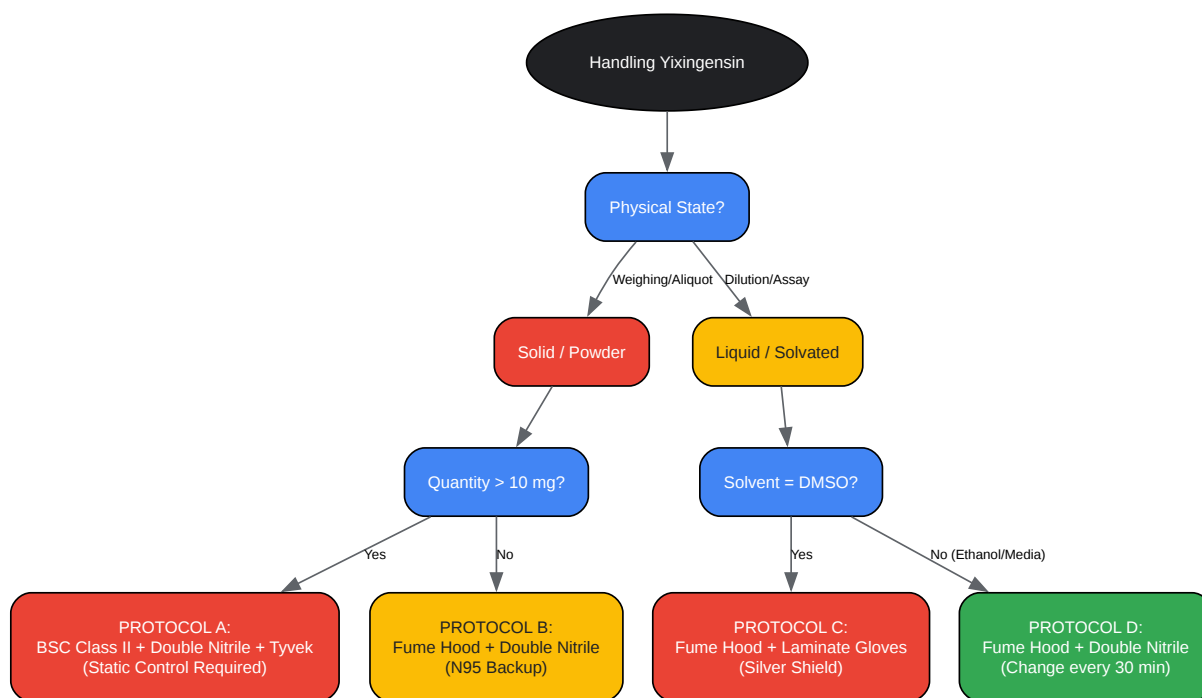 Handling Yixingensin
Physical State?
Weighing/Aliquot
Dilution/Assay
Solid / Powder
Liquid / Solvated
Quantity > 10 mg?
Solvent = DMSO?
Yes
No
Yes
No (Ethanol/Media)
PROTOCOL A:
BSC Class II + Double Nitrile + Tyvek
(Static Control Required)
PROTOCOL B:
Fume Hood + Double Nitrile
(N95 Backup)
PROTOCOL C:
Fume Hood + Laminate Gloves
(Silver Shield)
PROTOCOL D:
Fume Hood + Double Nitrile
(Change every 30 min)